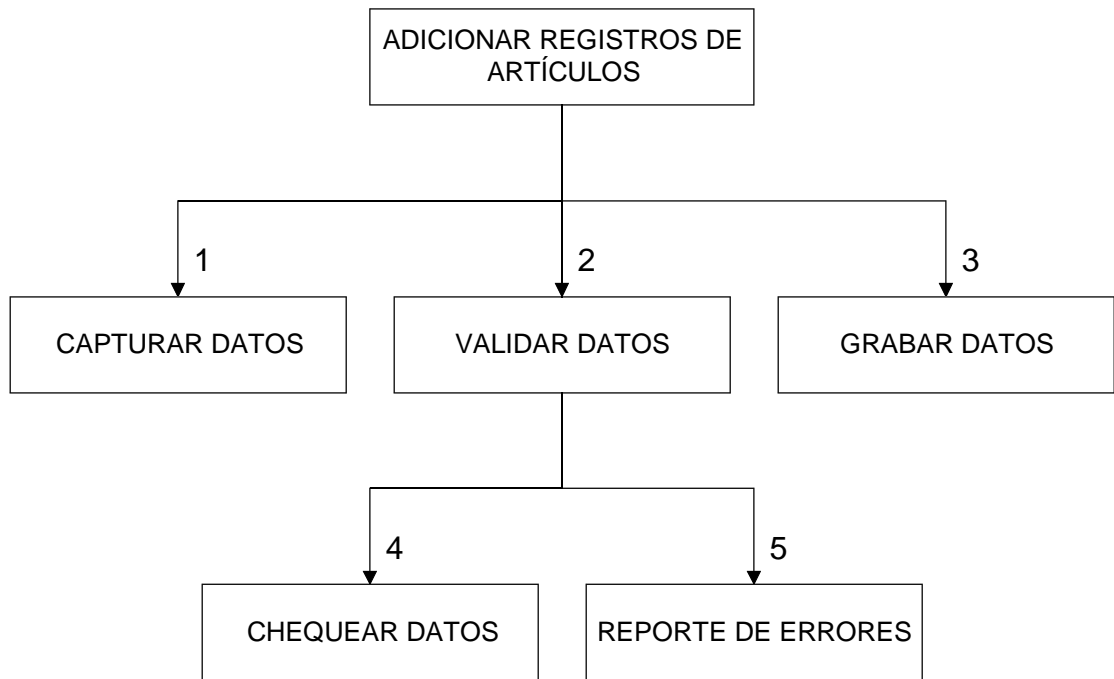 ADICIONAR REGISTROS DE
ARTÍCULOS
1
2
3
CAPTURAR DATOS
VALIDAR DATOS
GRABAR DATOS
4
5
CHEQUEAR DATOS
REPORTE DE ERRORES